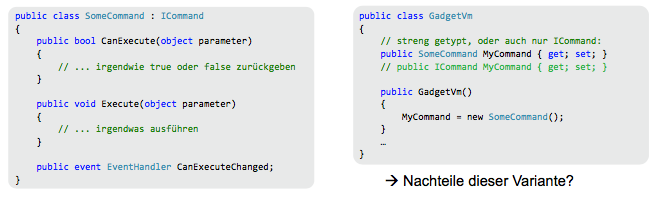 public class SomeCommand : ICommand
{
    public bool CanExecute(object parameter)
    {
        // ... irgendwie true oder false zurückgeben
    }

    public void Execute(object parameter)
    {
        // ... irgendwas ausführen
    }

    public event EventHandler CanExecuteChanged;
}
public class GadgetVm
{
    // streng getypt, oder auch nur ICommand:
    public SomeCommand MyCommand { get; set; }
    // public ICommand MyCommand { get; set; }

    public GadgetVm()
    {
        MyCommand = new SomeCommand();
    }
    …
}
→ Nachteile dieser Variante?